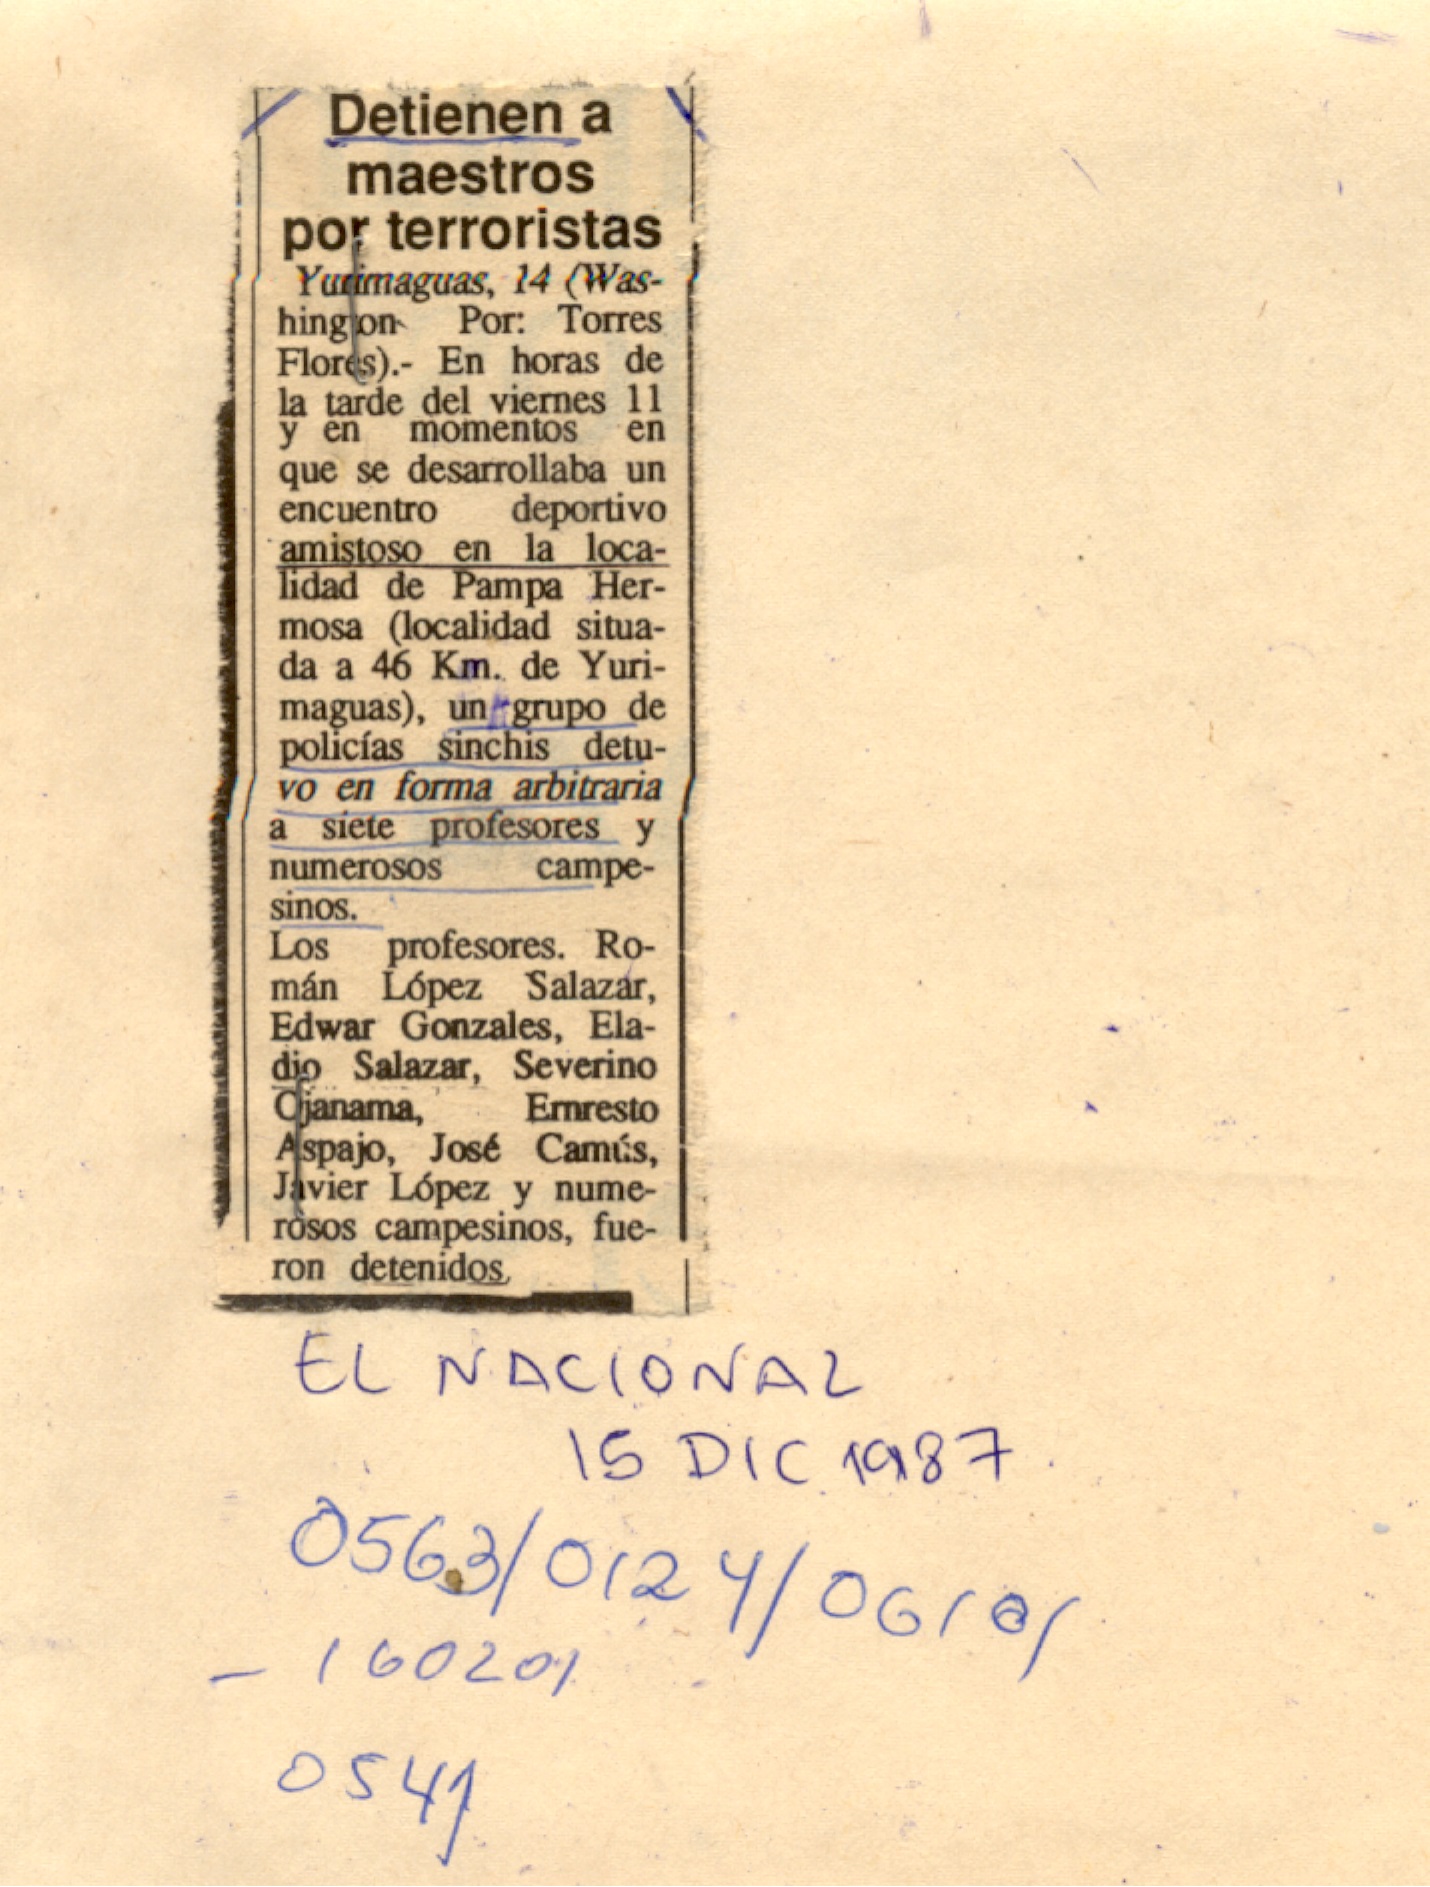 Detienen a
maestros
por terroristas
Yurimaguas, 14 (Was-
hington Por: Torres
Flores).- En horas de
la tarde del viernes 11
y en momentos en
que se desarrollaba un
encuentro deportivo
amistoso en la loca-
lidad de Pampa Her-
mosa (localidad situa-
da a 46 Km. de Yuri-
maguas), un grupo de
policías sinchis detu-
vo en forma arbitraria
a siete profesores y
numerosos campe-
sinos.
Los profesores. Ro-
mán López Salazar,
Edwar Gonzales, Ela-
dio Salazar, Severino
Ojanama, Ernresto
Aspajo, José Camús,
Javier López y nume-
rosos campesinos, fue-
ron detenidos.
EL NACIONAL
15 DIC 1987
0563/0124/
- 160201
0541